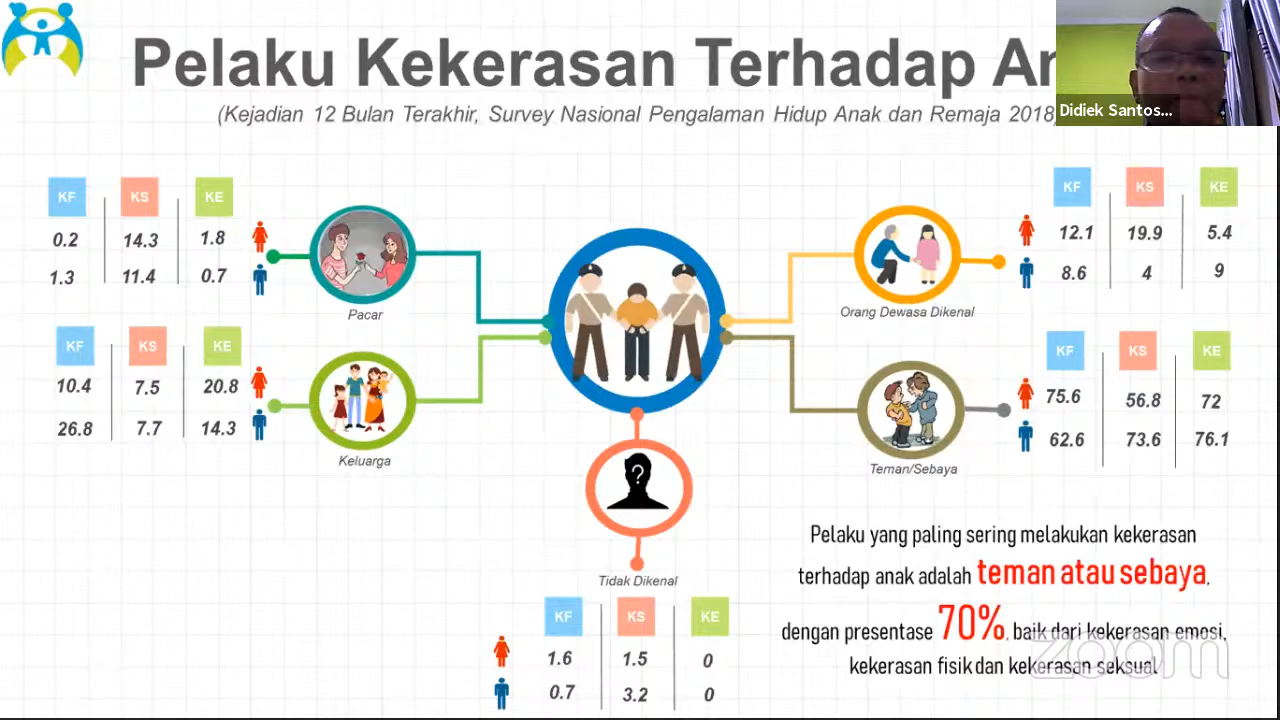 Pelaku Kekerasan Terhadap
(Kejadian 12 Bulan Terakhir, Survey Nasional Pengalaman Hidup Anak dan Remaja 2018)
Didiek Santos...
KF KS KE
0.2 14.3 1.8
1.3 11.4 0.7
Pacar
KF KS KE
12.1 19.9 5.4
8.6 4 9
Orang Dewasa Dikenal
KF KS KE
10.4 7.5 20.8
26.8 7.7 14.3
Keluarga
KF KS KE
75.6 56.8 72
62.6 73.6 76.1
Teman/Sebaya
?
Tidak Dikenal
KF KS KE
1.6 1.5 0
0.7 3.2 0
Pelaku yang paling sering melakukan kekerasan
terhadap anak adalah teman atau sebaya,
dengan presentase 70%, baik dari kekerasan emosi,
kekerasan fisik dan kekerasan seksual
zoom